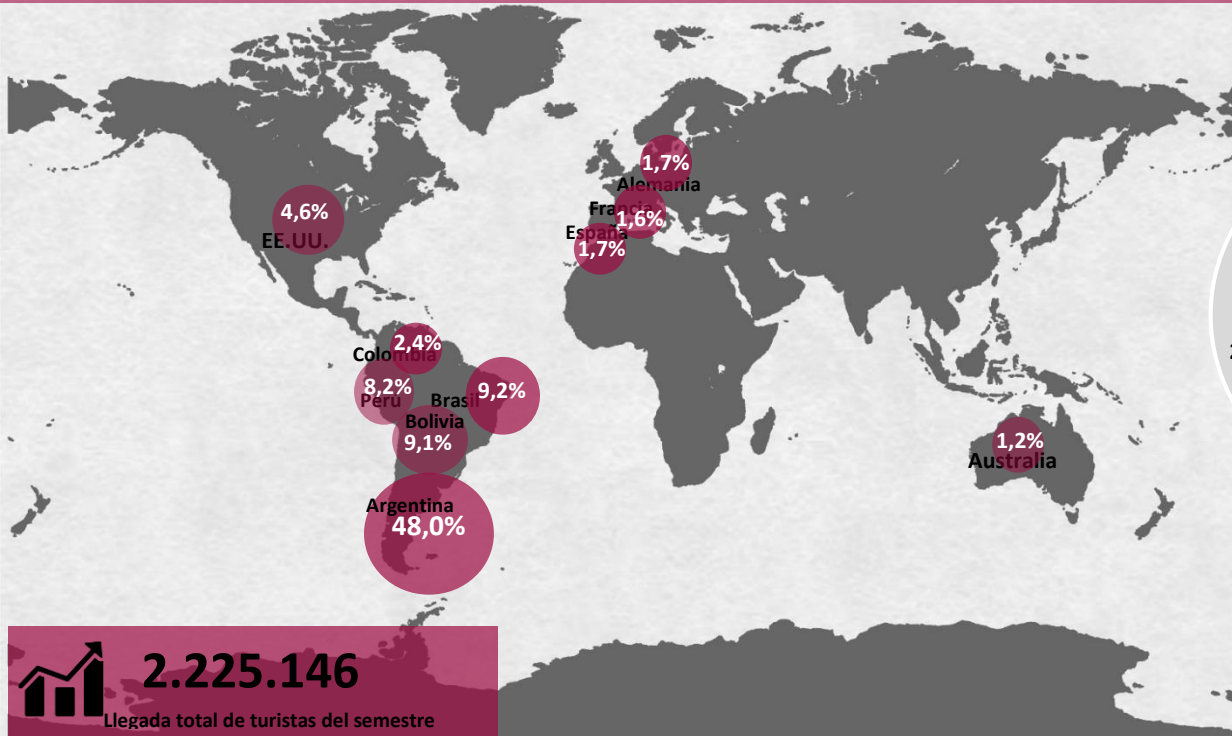 1,7%
Alemania
Francia
1,6%
España
1,7%
4,6%
EE.UU.
2,4%
Colombia
8,2%
Perú
Brasil
9,2%
Bolivia
9,1%
1,2%
Australia
Argentina
48,0%
2.225.146
Llegada total de turistas del semestre